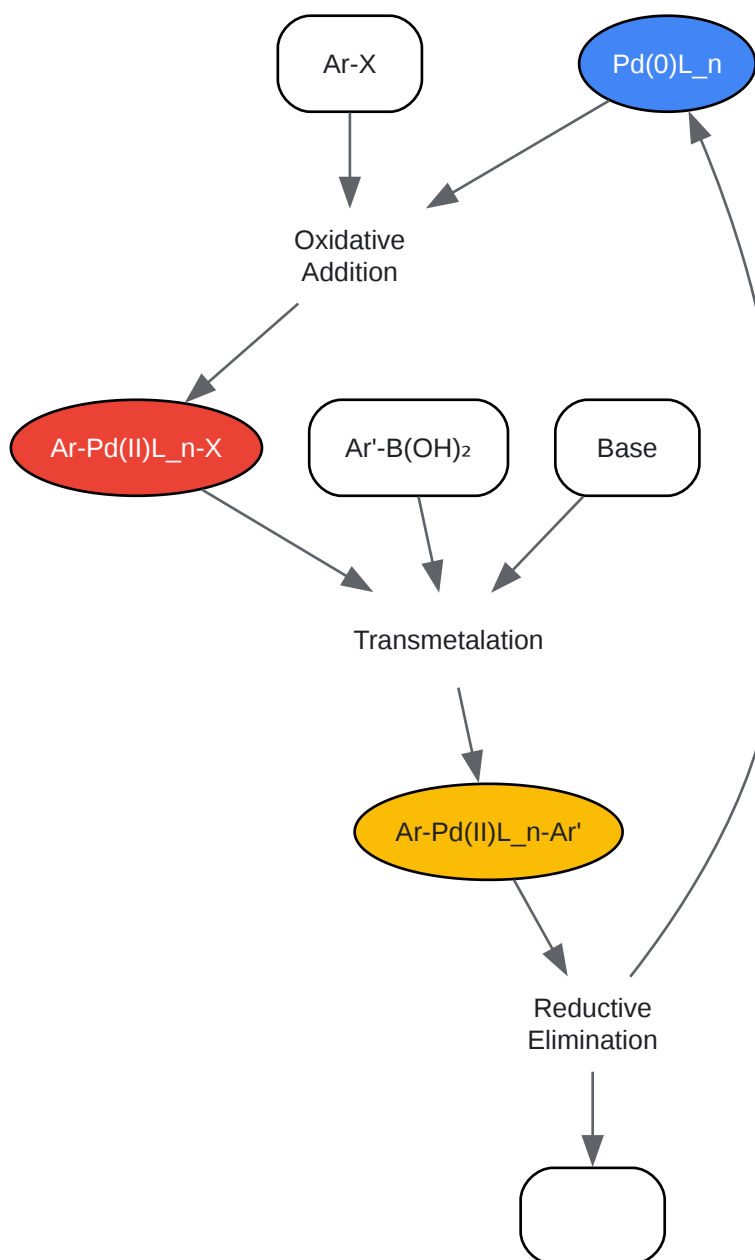 Ar-X
Pd(0)L_n
Oxidative
Addition
Ar-Pd(II)L_n-X
Ar'-B(OH)₂
Base
Transmetalation
Ar-Pd(II)L_n-Ar'
Reductive
Elimination